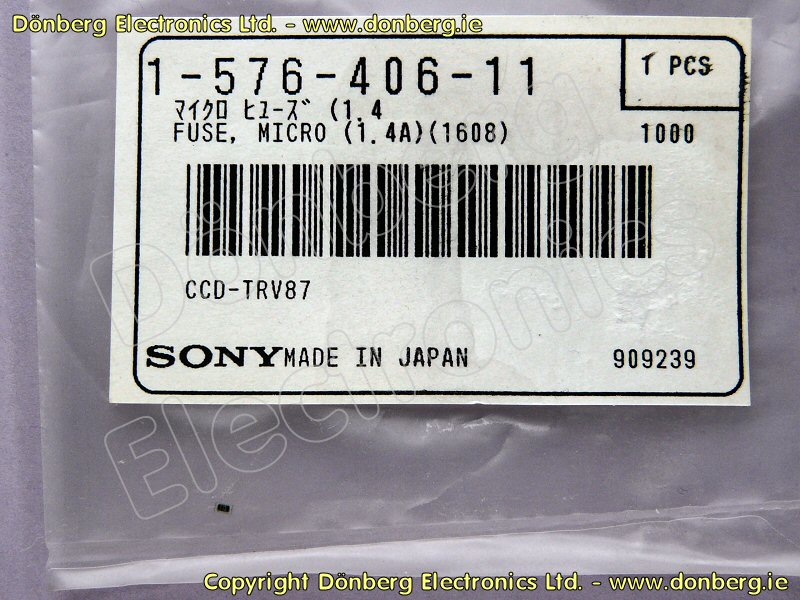 Dönberg Electronics Ltd. - www.donberg.ie
1-576-406-11
1 PCS
ﾏｲｸﾛ ﾋｭｰｽﾞ (1.4
FUSE, MICRO (1.4A)(1608)
1000
CCD-TRV87
SONY MADE IN JAPAN
909239
Dönberg
Electronics
Copyright Dönberg Electronics Ltd. - www.donberg.ie